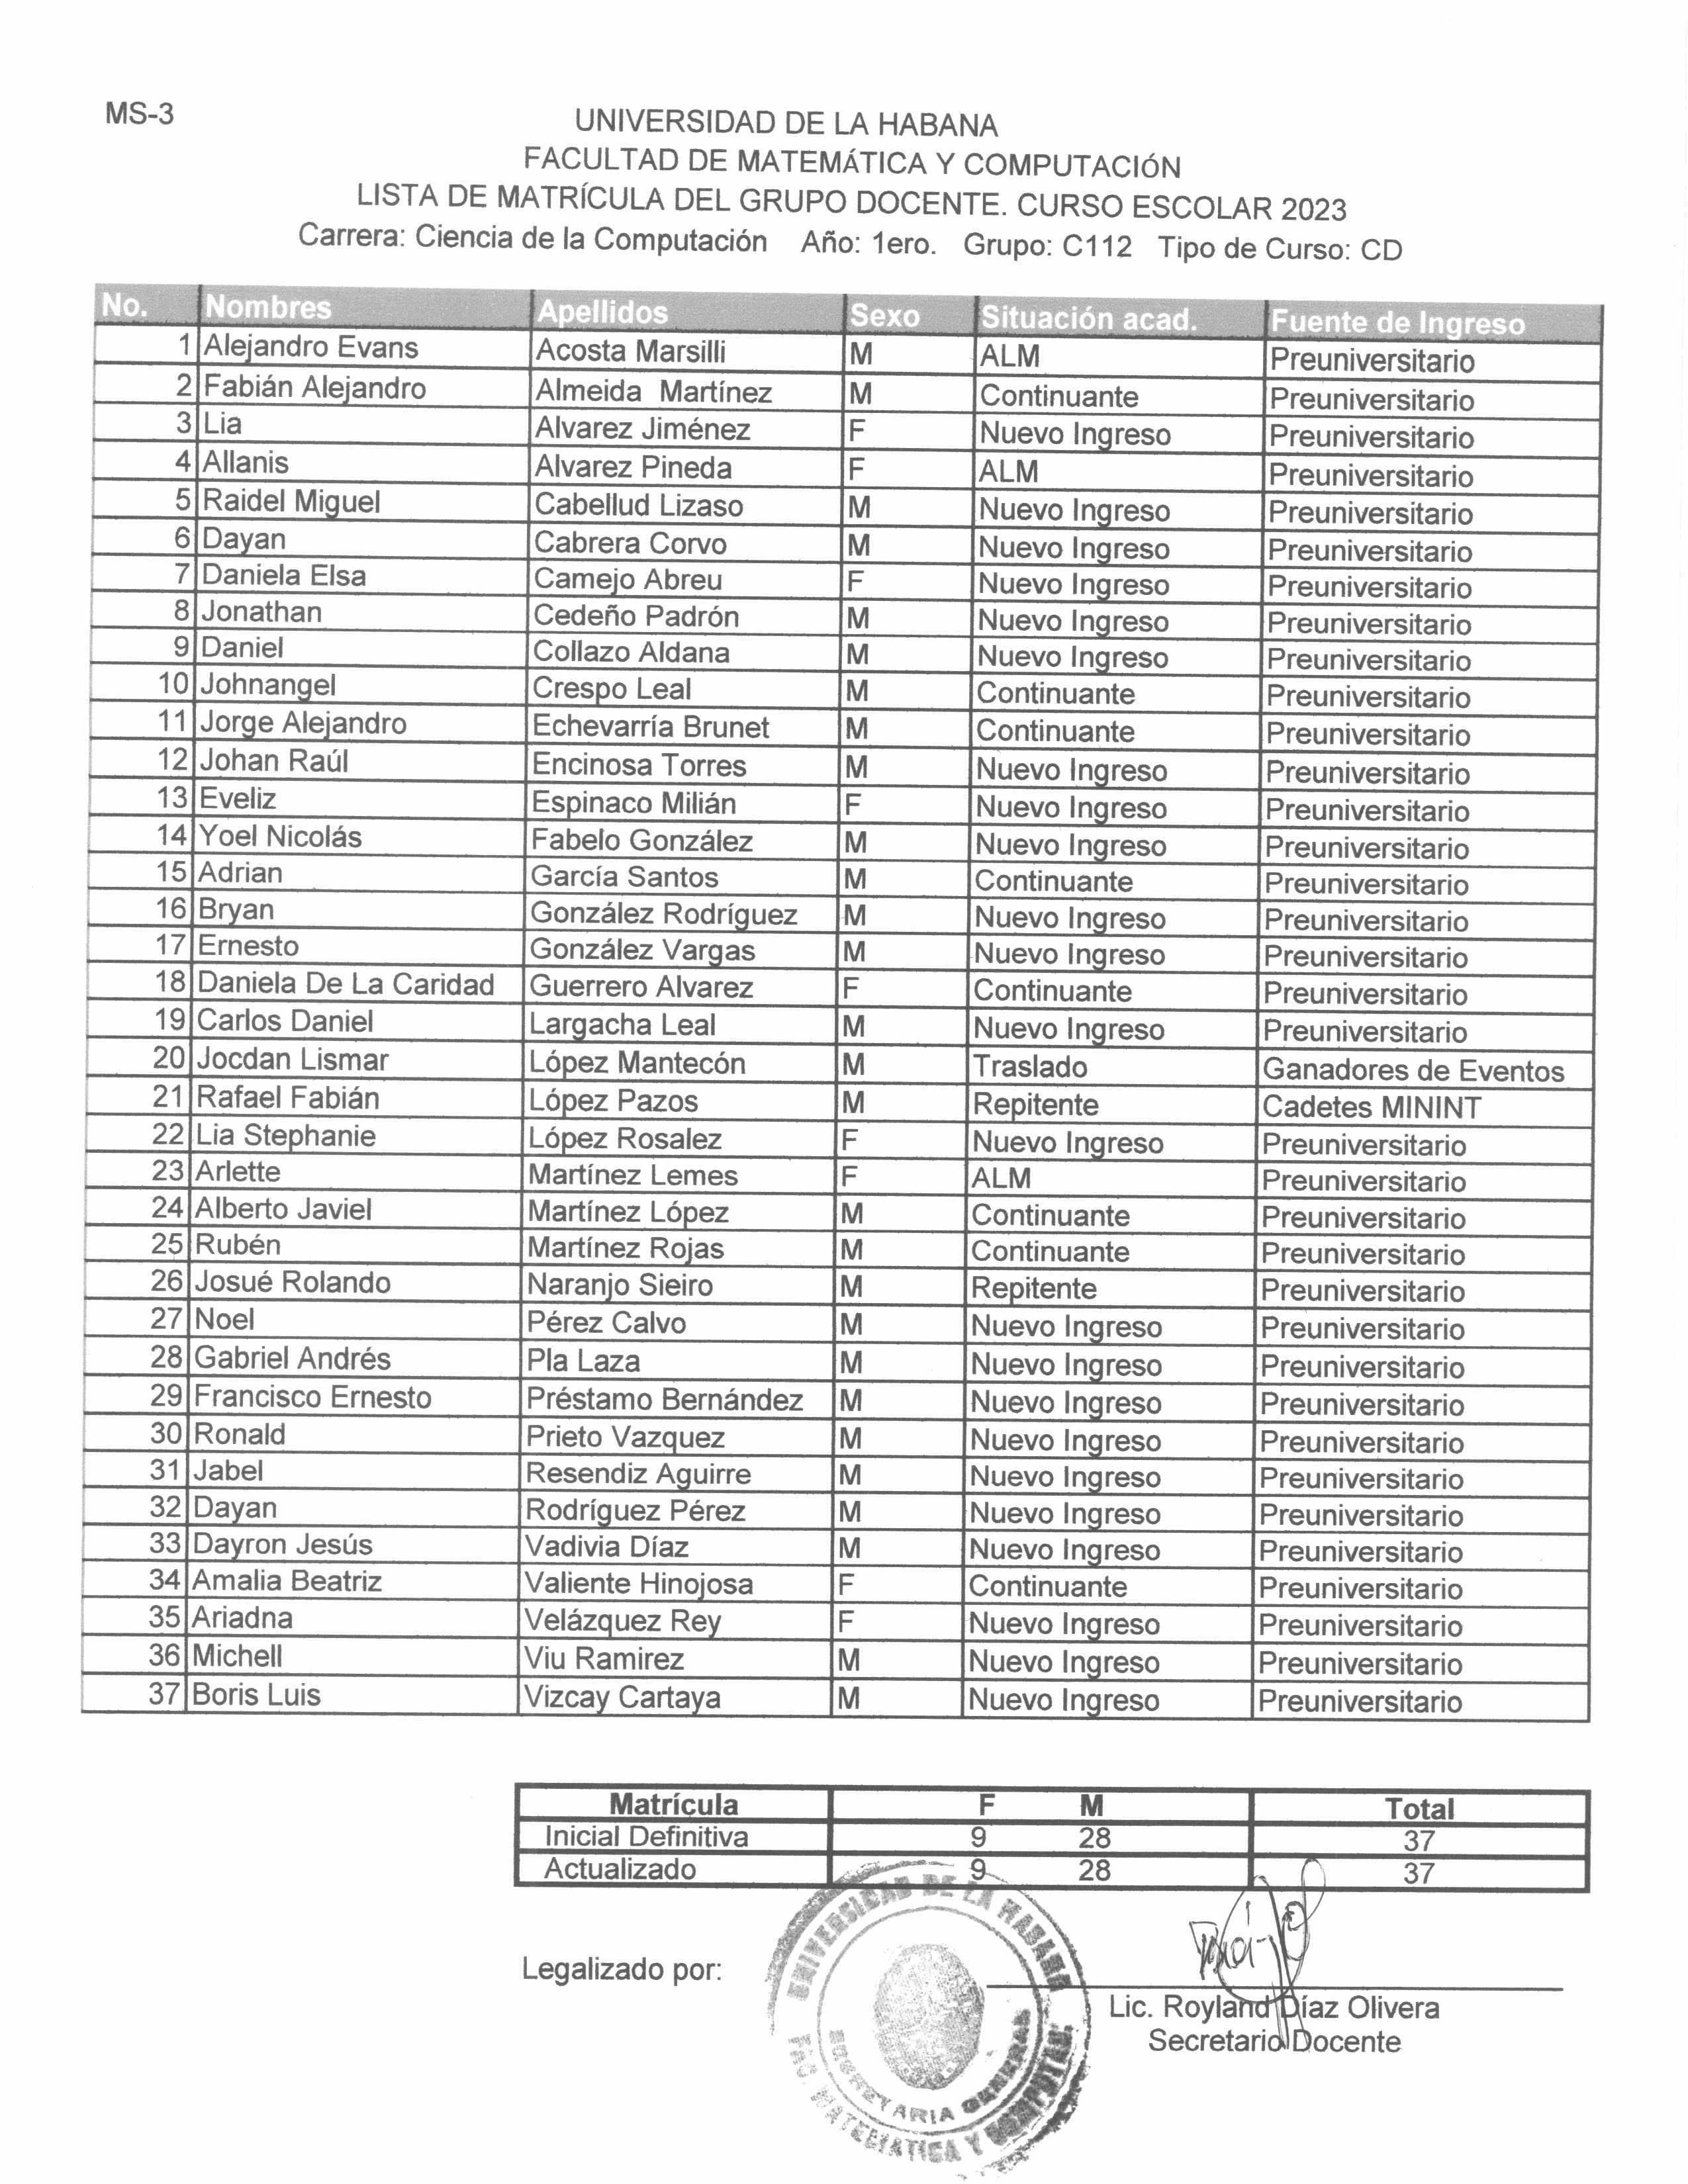 MS-3
UNIVERSIDAD DE LA HABANA
FACULTAD DE MATEMÁTICA Y COMPUTACIÓN
LISTA DE MATRÍCULA DEL GRUPO DOCENTE. CURSO ESCOLAR 2023
Carrera: Ciencia de la Computación Año: 1ero. Grupo: C112 Tipo de Curso: CD
No. Nombres Apellidos Sexo Situación acad. Fuente de Ingreso
1 Alejandro Evans Acosta Marsilli M ALM Preuniversitario
2 Fabián Alejandro Almeida Martínez M Continuante Preuniversitario
3 Lia Alvarez Jiménez F Nuevo Ingreso Preuniversitario
4 Allanis Alvarez Pineda F ALM Preuniversitario
5 Raidel Miguel Cabellud Lizaso M Nuevo Ingreso Preuniversitario
6 Dayan Cabrera Corvo M Nuevo Ingreso Preuniversitario
7 Daniela Elsa Camejo Abreu F Nuevo Ingreso Preuniversitario
8 Jonathan Cedeño Padrón M Nuevo Ingreso Preuniversitario
9 Daniel Collazo Aldana M Nuevo Ingreso Preuniversitario
10 Johnangel Crespo Leal M Continuante Preuniversitario
11 Jorge Alejandro Echevarría Brunet M Continuante Preuniversitario
12 Johan Raúl Encinosa Torres M Nuevo Ingreso Preuniversitario
13 Eveliz Espinaco Milián F Nuevo Ingreso Preuniversitario
14 Yoel Nicolás Fabelo González M Nuevo Ingreso Preuniversitario
15 Adrian García Santos M Continuante Preuniversitario
16 Bryan González Rodríguez M Nuevo Ingreso Preuniversitario
17 Ernesto González Vargas M Nuevo Ingreso Preuniversitario
18 Daniela De La Caridad Guerrero Alvarez F Continuante Preuniversitario
19 Carlos Daniel Largacha Leal M Nuevo Ingreso Preuniversitario
20 Jocdan Lismar López Mantecón M Traslado Ganadores de Eventos
21 Rafael Fabián López Pazos M Repitente Cadetes MININT
22 Lia Stephanie López Rosalez F Nuevo Ingreso Preuniversitario
23 Arlette Martínez Lemes F ALM Preuniversitario
24 Alberto Javiel Martínez López M Continuante Preuniversitario
25 Rubén Martínez Rojas M Continuante Preuniversitario
26 Josué Rolando Naranjo Sieiro M Repitente Preuniversitario
27 Noel Pérez Calvo M Nuevo Ingreso Preuniversitario
28 Gabriel Andrés Pla Laza M Nuevo Ingreso Preuniversitario
29 Francisco Ernesto Préstamo Bernández M Nuevo Ingreso Preuniversitario
30 Ronald Prieto Vazquez M Nuevo Ingreso Preuniversitario
31 Jabel Resendiz Aguirre M Nuevo Ingreso Preuniversitario
32 Dayan Rodríguez Pérez M Nuevo Ingreso Preuniversitario
33 Dayron Jesús Vadivia Díaz M Nuevo Ingreso Preuniversitario
34 Amalia Beatriz Valiente Hinojosa F Continuante Preuniversitario
35 Ariadna Velázquez Rey F Nuevo Ingreso Preuniversitario
36 Michell Viu Ramirez M Nuevo Ingreso Preuniversitario
37 Boris Luis Vizcay Cartaya M Nuevo Ingreso Preuniversitario
Matrícula F M Total
Inicial Definitiva 9 28 37
Actualizado 9 28 37
UNIVERSIDAD DE LA HABANA
SECRETARIA GENERAL
FAC. MATEMATICA Y
Legalizado por:
Lic. Royland Díaz Olivera
Secretario Docente